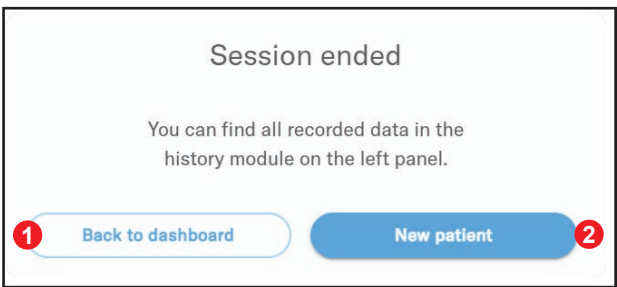 Session ended
You can find all recorded data in the
history module on the left panel.
1 Back to dashboard New patient 2